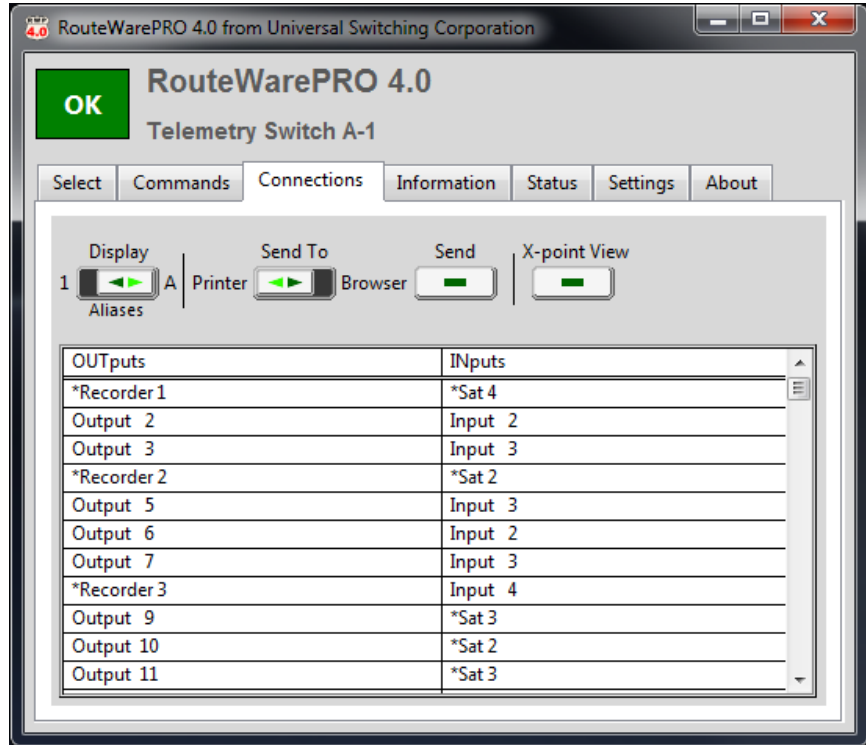 4.0 RouteWarePRO 4.0 from Universal Switching Corporation
OK
RouteWarePRO 4.0
Telemetry Switch A-1
Select Commands Connections Information Status Settings About
Display Send To Send X-point View
1 A Printer Browser
Aliases
OUTputs INputs
*Recorder 1 *Sat 4
Output 2 Input 2
Output 3 Input 3
*Recorder 2 *Sat 2
Output 5 Input 3
Output 6 Input 2
Output 7 Input 3
*Recorder 3 Input 4
Output 9 *Sat 3
Output 10 *Sat 2
Output 11 *Sat 3